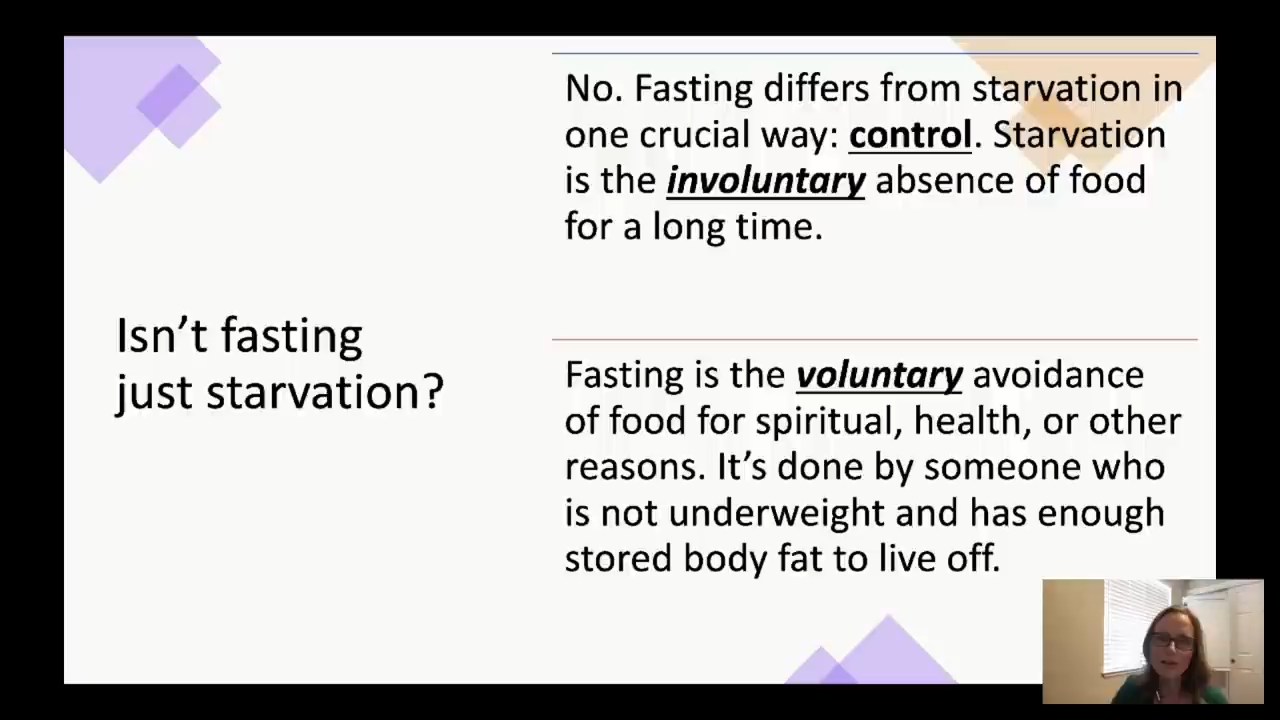 Isn’t fasting
just starvation?
No. Fasting differs from starvation in
one crucial way: control. Starvation
is the involuntary absence of food
for a long time.
Fasting is the voluntary avoidance
of food for spiritual, health, or other
reasons. It’s done by someone who
is not underweight and has enough
stored body fat to live off.